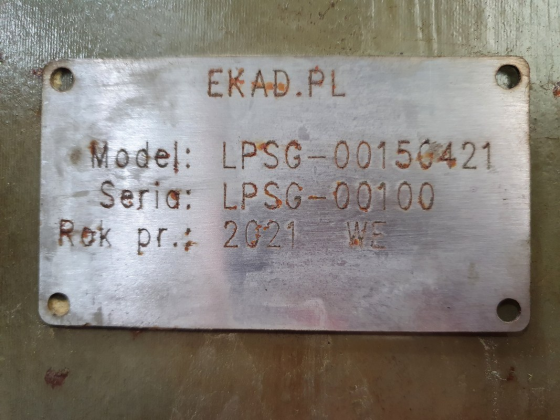 EKAD.PL
Model: LPSG-00150421
Seria: LPSG-00100
Rok pr.: 2021 WE